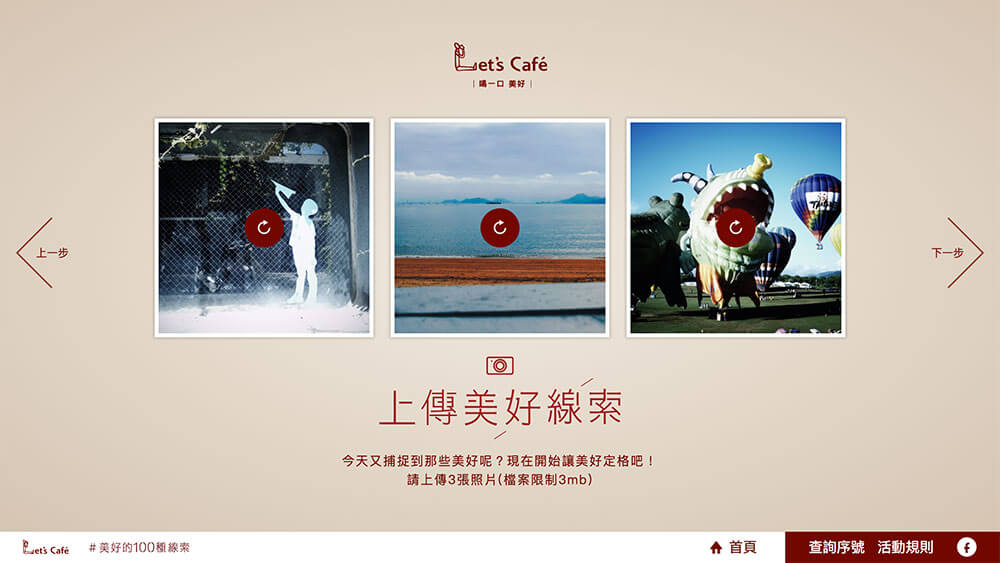 Let's Café
| 喝一口 美好 |
上一步
下一步
上傳美好線索
今天又捕捉到那些美好呢？現在開始讓美好定格吧！
請上傳3張照片(檔案限制3mb)
Let's Café
#美好的100種線索
首頁
查詢序號
活動規則
f